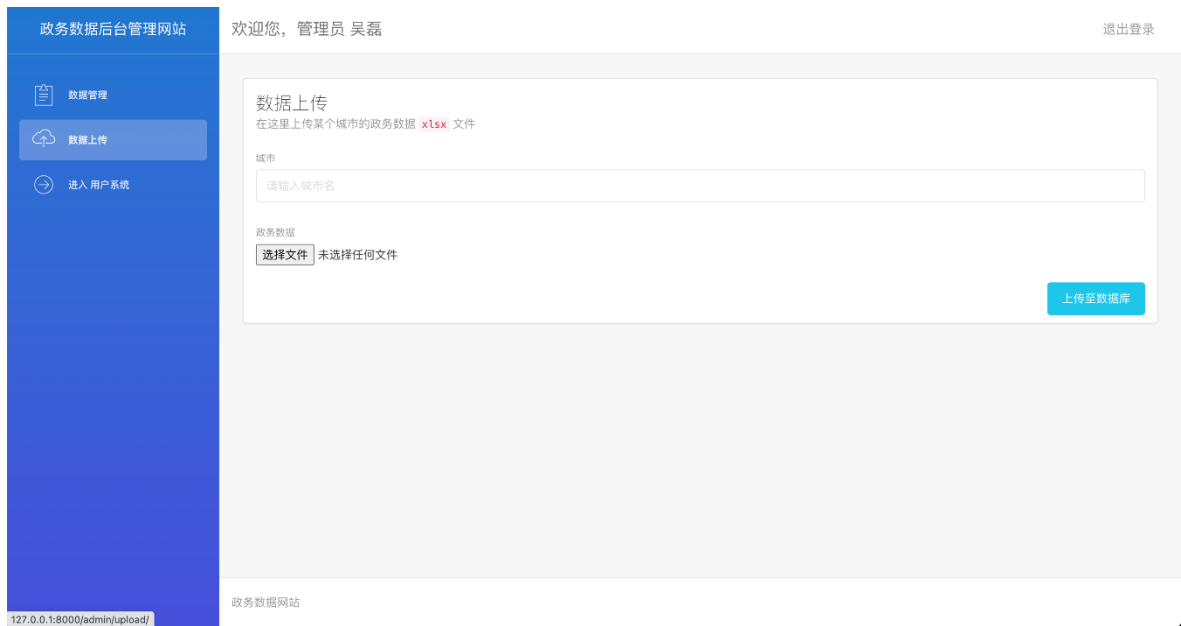 政务数据后台管理网站
欢迎您，管理员 吴磊
退出登录
数据管理
数据上传
进入 用户系统
数据上传
在这里上传某个城市的政务数据 xlsx 文件
城市
请输入城市名
政务数据
选择文件 未选择任何文件
上传至数据库
政务数据网站
127.0.0.1:8000/admin/upload/